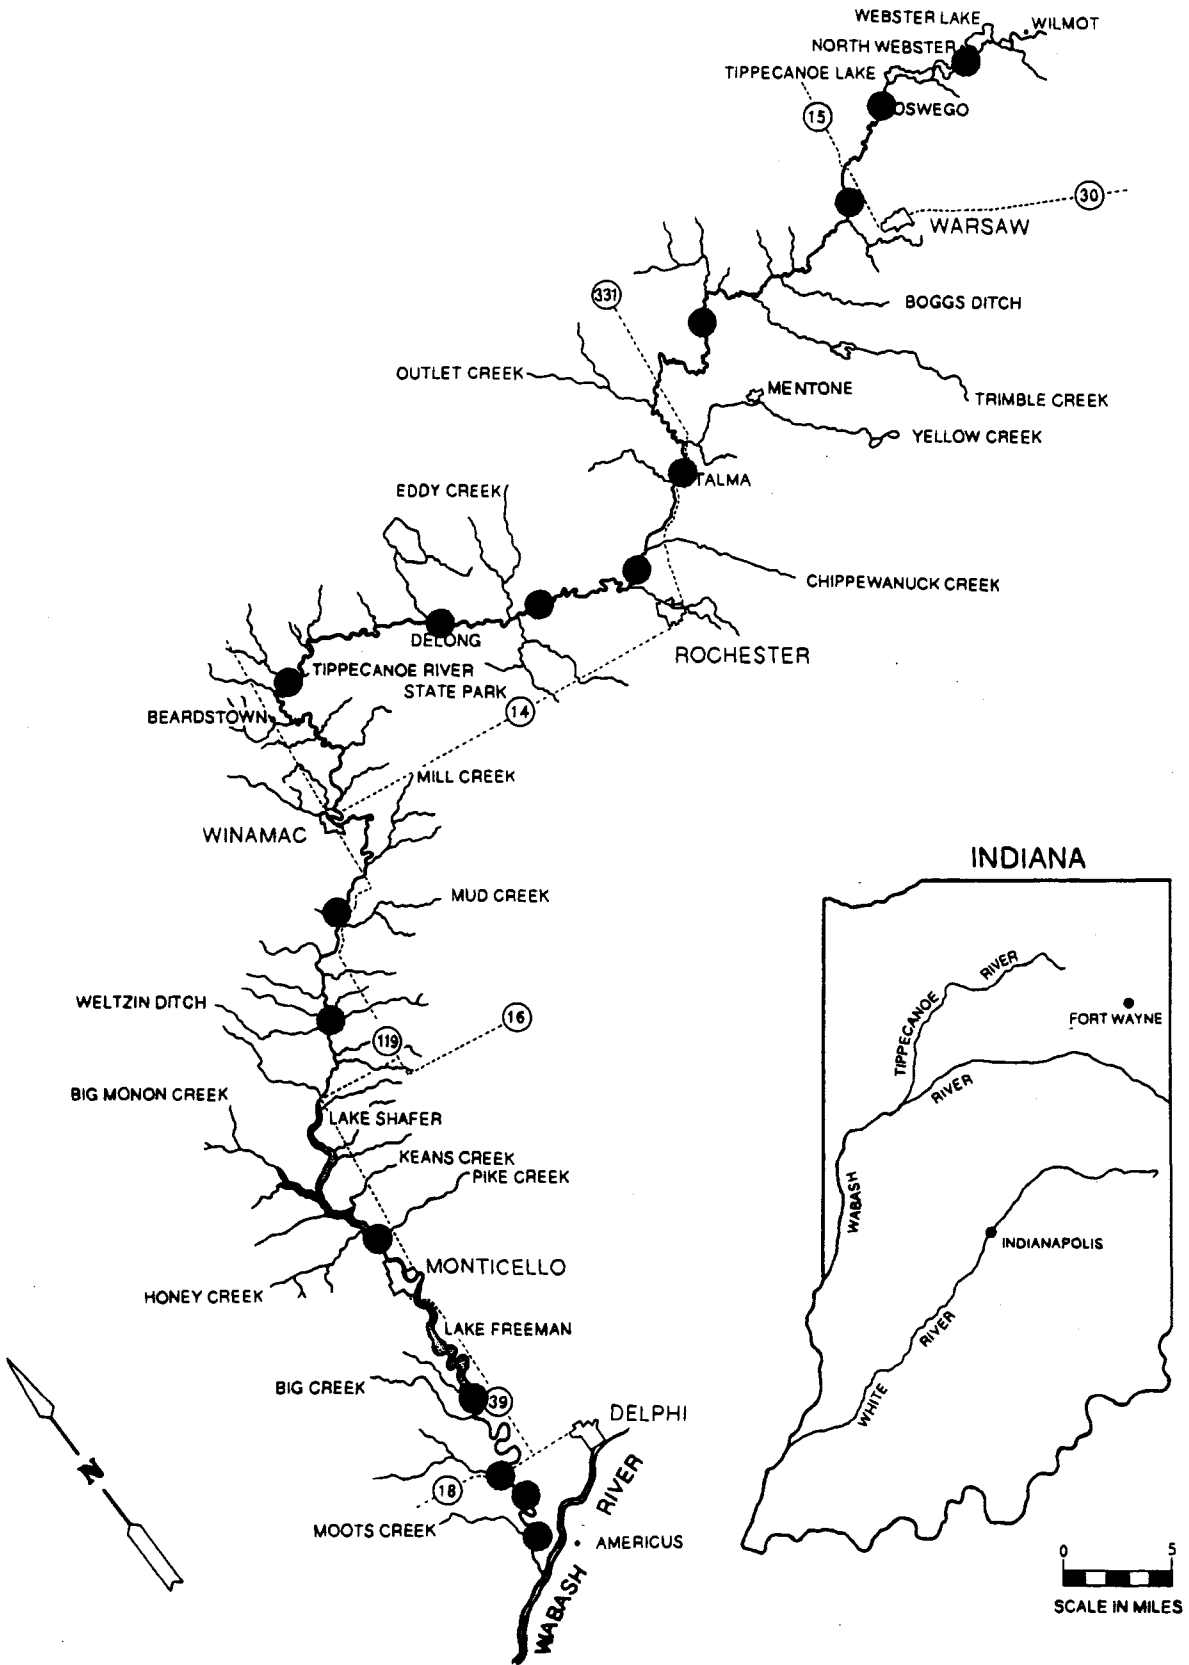 WEBSTER LAKE
WILMOT
NORTH WEBSTER
TIPPECANOE LAKE
OSWEGO
15
30
WARSAW
331
BOGGS DITCH
OUTLET CREEK
MENTONE
TRIMBLE CREEK
YELLOW CREEK
TALMA
EDDY CREEK
CHIPPEWANUCK CREEK
DELONG
ROCHESTER
TIPPECANOE RIVER
STATE PARK
14
BEARDSTOWN
MILL CREEK
WINAMAC
MUD CREEK
WELTZIN DITCH
16
119
BIG MONON CREEK
LAKE SHAFER
KEANS CREEK
PIKE CREEK
MONTICELLO
HONEY CREEK
LAKE FREEMAN
BIG CREEK
39
DELPHI
18
MOOTS CREEK
AMERICUS
WABASH RIVER
N
INDIANA
TIPPECANOE RIVER
FORT WAYNE
WABASH RIVER
INDIANAPOLIS
WHITE RIVER
0 5
SCALE IN MILES